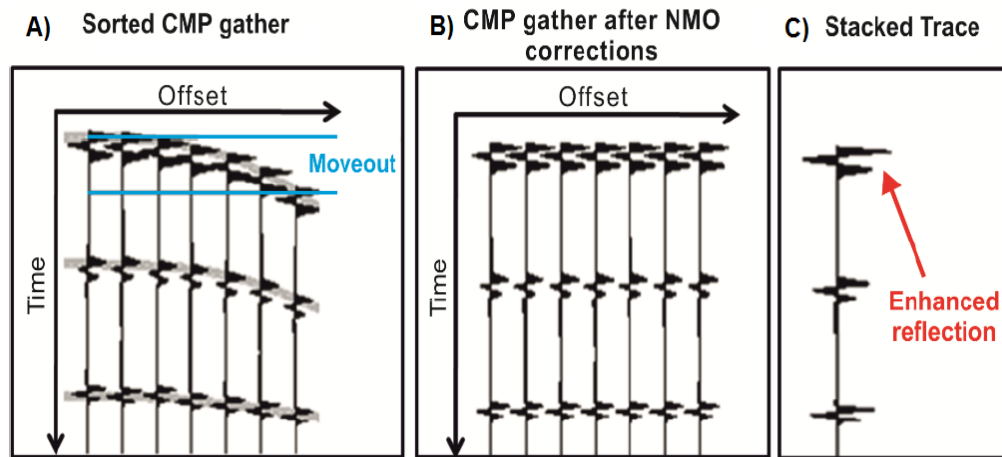 A) Sorted CMP gather
Offset
Moveout
Time
B) CMP gather after NMO
corrections
Offset
Time
C) Stacked Trace
Enhanced
reflection